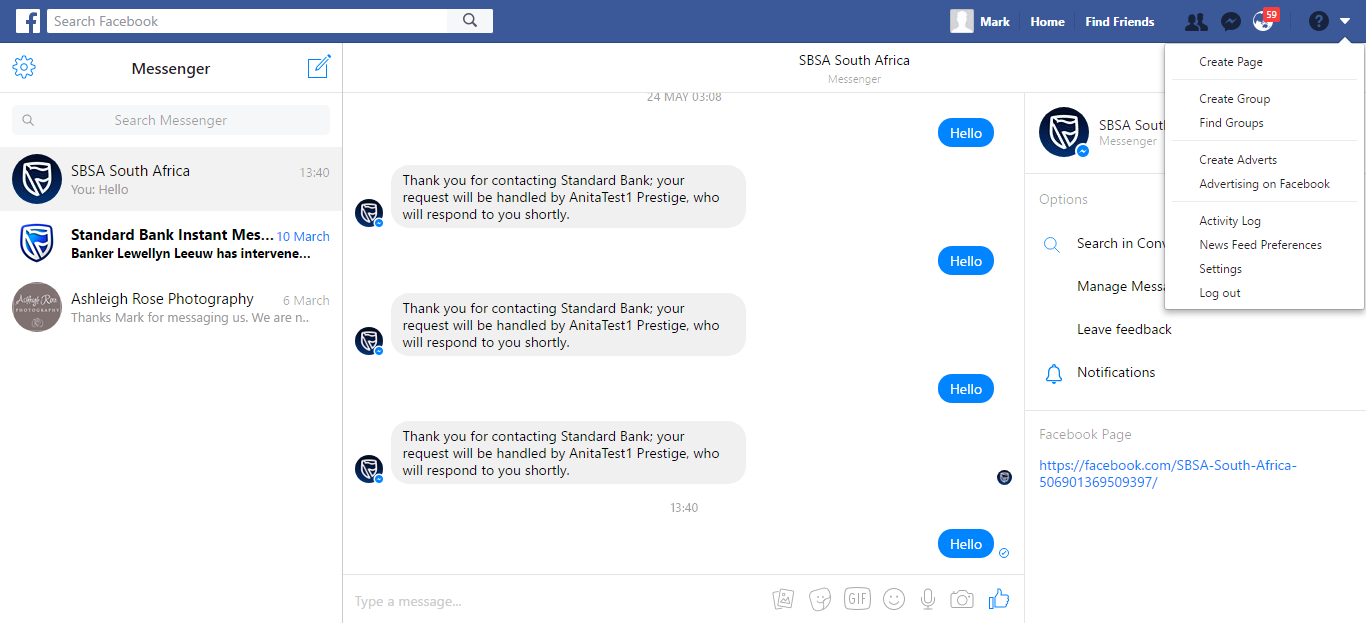 Search Facebook
Mark
Home
Find Friends
59
Messenger
SBSA South Africa
Messenger
Search Messenger
SBSA South Africa
13:40
You: Hello
Standard Bank Instant Mes...
10 March
Banker Lewellyn Leeuw has intervene...
Ashleigh Rose Photography
6 March
Thanks Mark for messaging us. We are n..
24 MAY 03:08
Hello
Thank you for contacting Standard Bank; your
request will be handled by AnitaTest1 Prestige, who
will respond to you shortly.
Hello
Thank you for contacting Standard Bank; your
request will be handled by AnitaTest1 Prestige, who
will respond to you shortly.
Hello
Thank you for contacting Standard Bank; your
request will be handled by AnitaTest1 Prestige, who
will respond to you shortly.
13:40
Hello
Type a message...
GIF
SBSA Sout
Messenger
Options
Search in Conv
Manage Messa
Leave feedback
Notifications
Facebook Page
https://facebook.com/SBSA-South-Africa-
506901369509397/
Create Page
Create Group
Find Groups
Create Adverts
Advertising on Facebook
Activity Log
News Feed Preferences
Settings
Log out